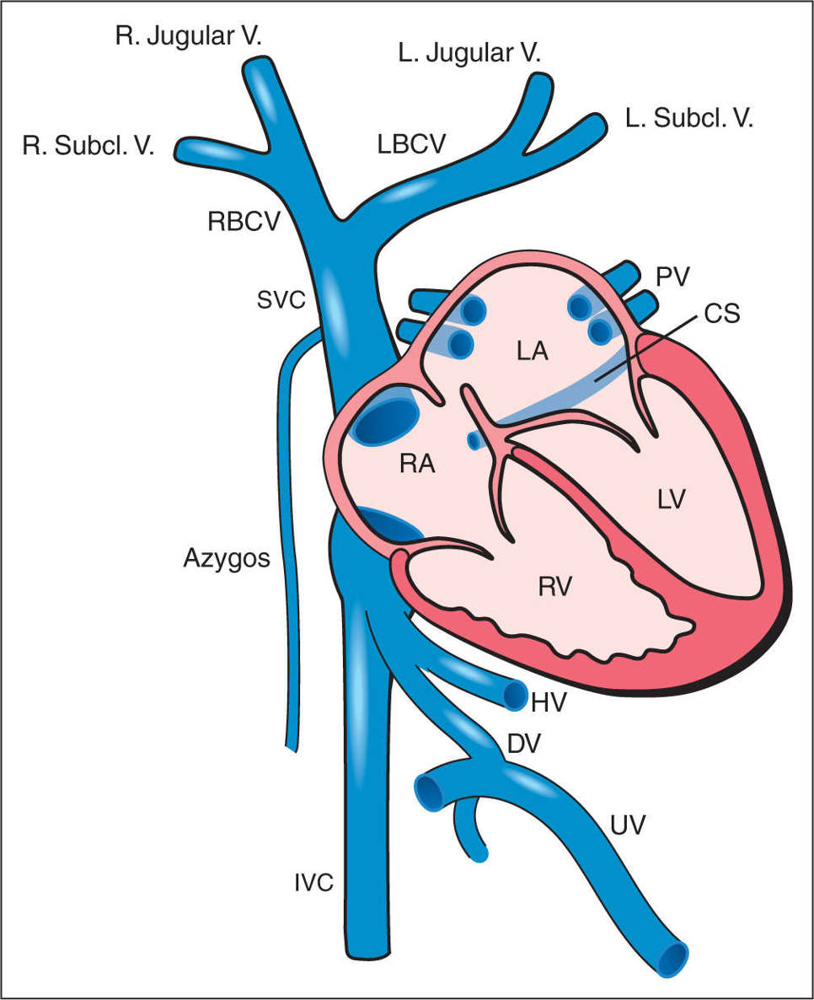 R. Jugular V.
L. Jugular V.
L. Subcl. V.
R. Subcl. V.
LBCV
RBCV
PV
SVC
CS
LA
RA
LV
Azygos
RV
HV
DV
UV
IVC